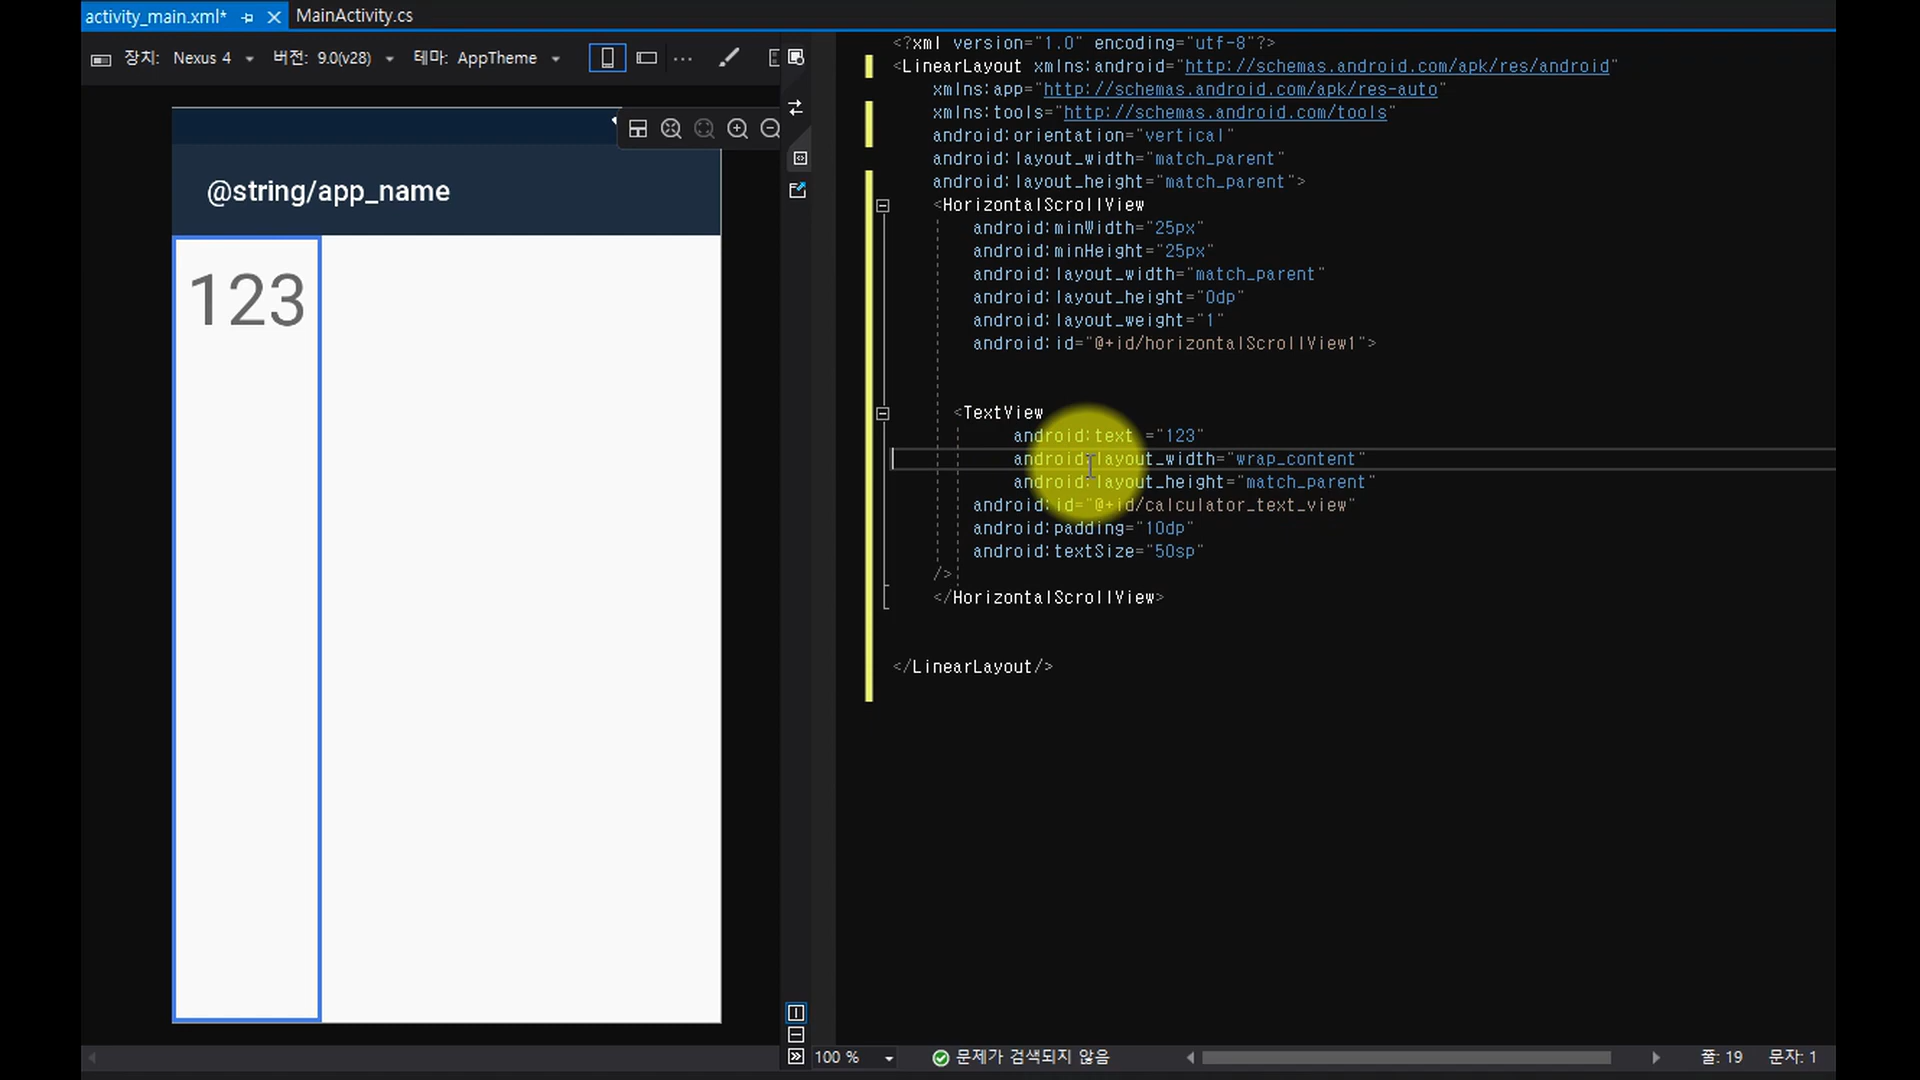 activity_main.xml*
MainActivity.cs
장치: Nexus 4 버전: 9.0(v28) 테마: AppTheme
@string/app_name
123
<?xml version="1.0" encoding="utf-8"?>
<LinearLayout xmlns:android="http://schemas.android.com/apk/res/android"
xmlns:app="http://schemas.android.com/apk/res-auto"
xmlns:tools="http://schemas.android.com/tools"
android:orientation="vertical"
android:layout_width="match_parent"
android:layout_height="match_parent">
<HorizontalScrollView
android:minWidth="25px"
android:minHeight="25px"
android:layout_width="match_parent"
android:layout_height="0dp"
android:layout_weight="1"
android:id="@+id/horizontalScrollView1">
<TextView
android:text ="123"
android:layout_width="wrap_content"
android:layout_height="match_parent"
android:id="@+id/calculator_text_view"
android:padding="10dp"
android:textSize="50sp"
/>
</HorizontalScrollView>
</LinearLayout/>
100 %
문제가 검색되지 않음
줄: 19 문자: 1